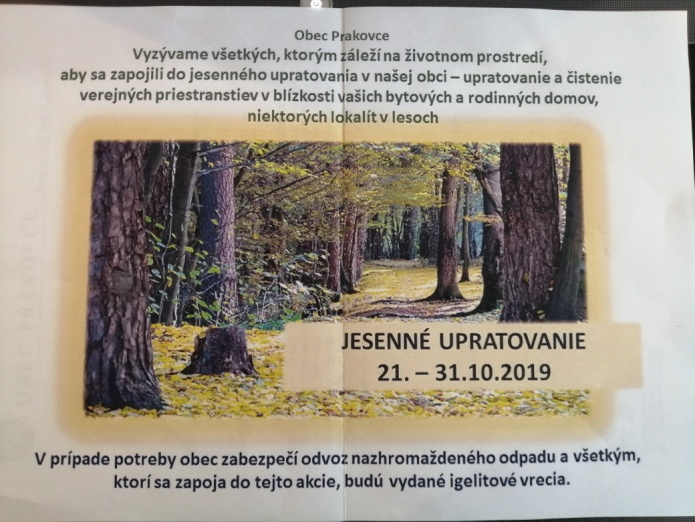 Obec Prakovce
Vyzývame všetkých, ktorým záleží na životnom prostredí,
aby sa zapojili do jesenného upratovania v našej obci – upratovanie a čistenie
verejných priestranstiev v blízkosti vašich bytových a rodinných domov,
niektorých lokalít v lesoch
JESENNÉ UPRATOVANIE
21. – 31.10.2019
V prípade potreby obec zabezpečí odvoz nazhromaždeného odpadu a všetkým,
ktorí sa zapoja do tejto akcie, budú vydané igelitové vrecia.